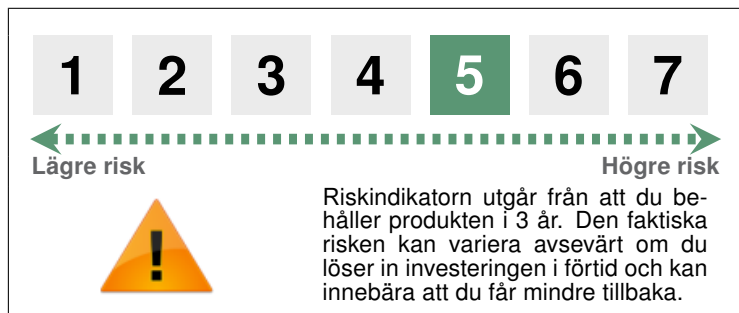 1 2 3 4 5 6 7
Lägre risk Högre risk
Riskindikatorn utgår från att du be-
håller produkten i 3 år. Den faktiska
risken kan variera avsevärt om du
löser in investeringen i förtid och kan
innebära att du får mindre tillbaka.